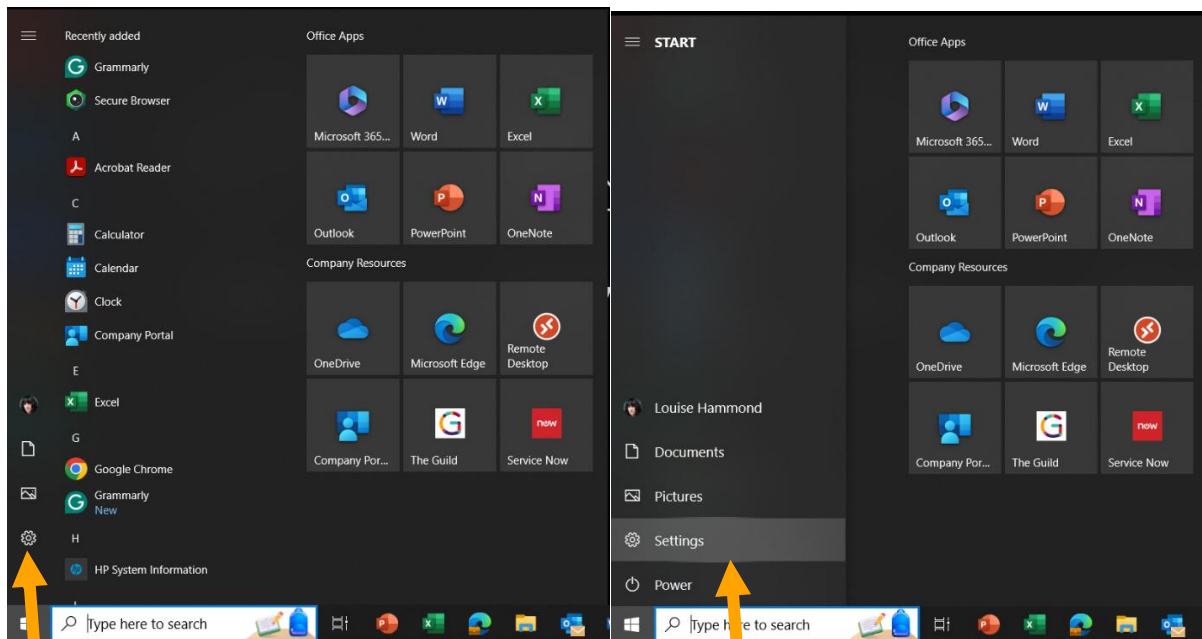 Recently added
Grammarly
Secure Browser
A
Acrobat Reader
C
Calculator
Calendar
Clock
Company Portal
E
Excel
G
Google Chrome
Grammarly
New
H
HP System Information
Office Apps
Microsoft 365...
Word
Excel
Outlook
PowerPoint
OneNote
Company Resources
OneDrive
Microsoft Edge
Remote
Desktop
Company Por...
The Guild
now
Service Now
Type here to search
START
Louise Hammond
Documents
Pictures
Settings
Power
Office Apps
Microsoft 365...
Word
Excel
Outlook
PowerPoint
OneNote
Company Resources
OneDrive
Microsoft Edge
Remote
Desktop
Company Por...
The Guild
now
Service Now
Type here to search